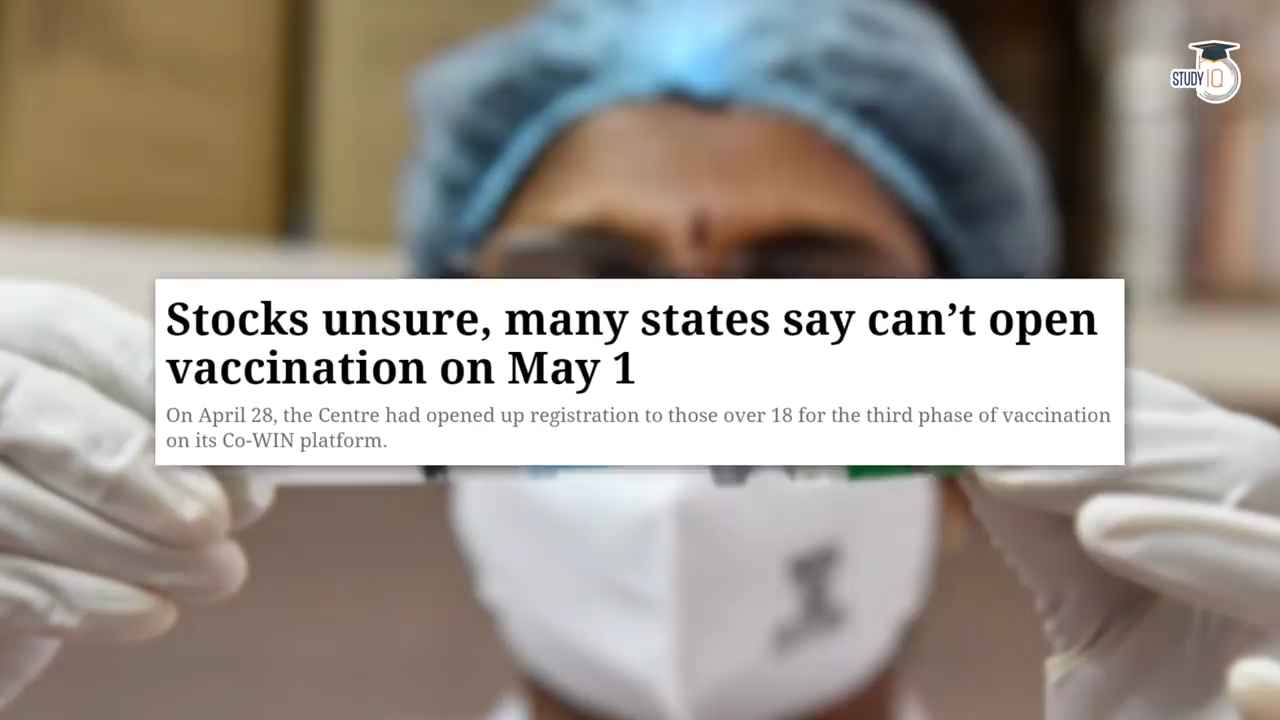 STUDY IQ
Stocks unsure, many states say can’t open
vaccination on May 1
On April 28, the Centre had opened up registration to those over 18 for the third phase of vaccination
on its Co-WIN platform.